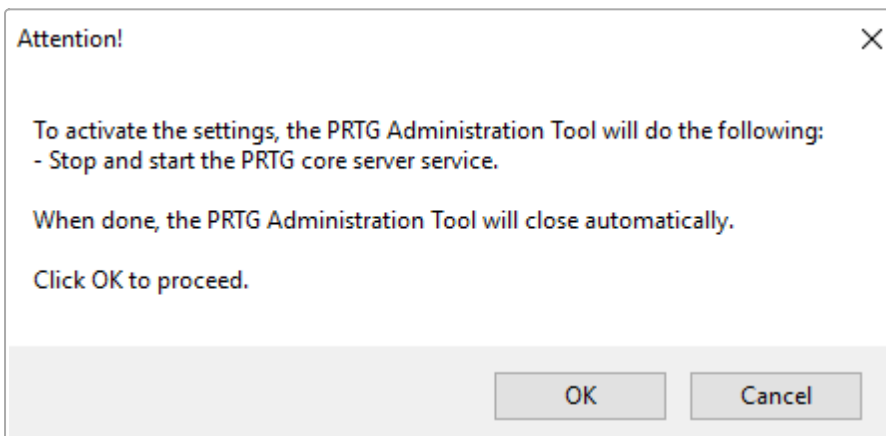 Attention!
To activate the settings, the PRTG Administration Tool will do the following:
- Stop and start the PRTG core server service.
When done, the PRTG Administration Tool will close automatically.
Click OK to proceed.
OK
Cancel